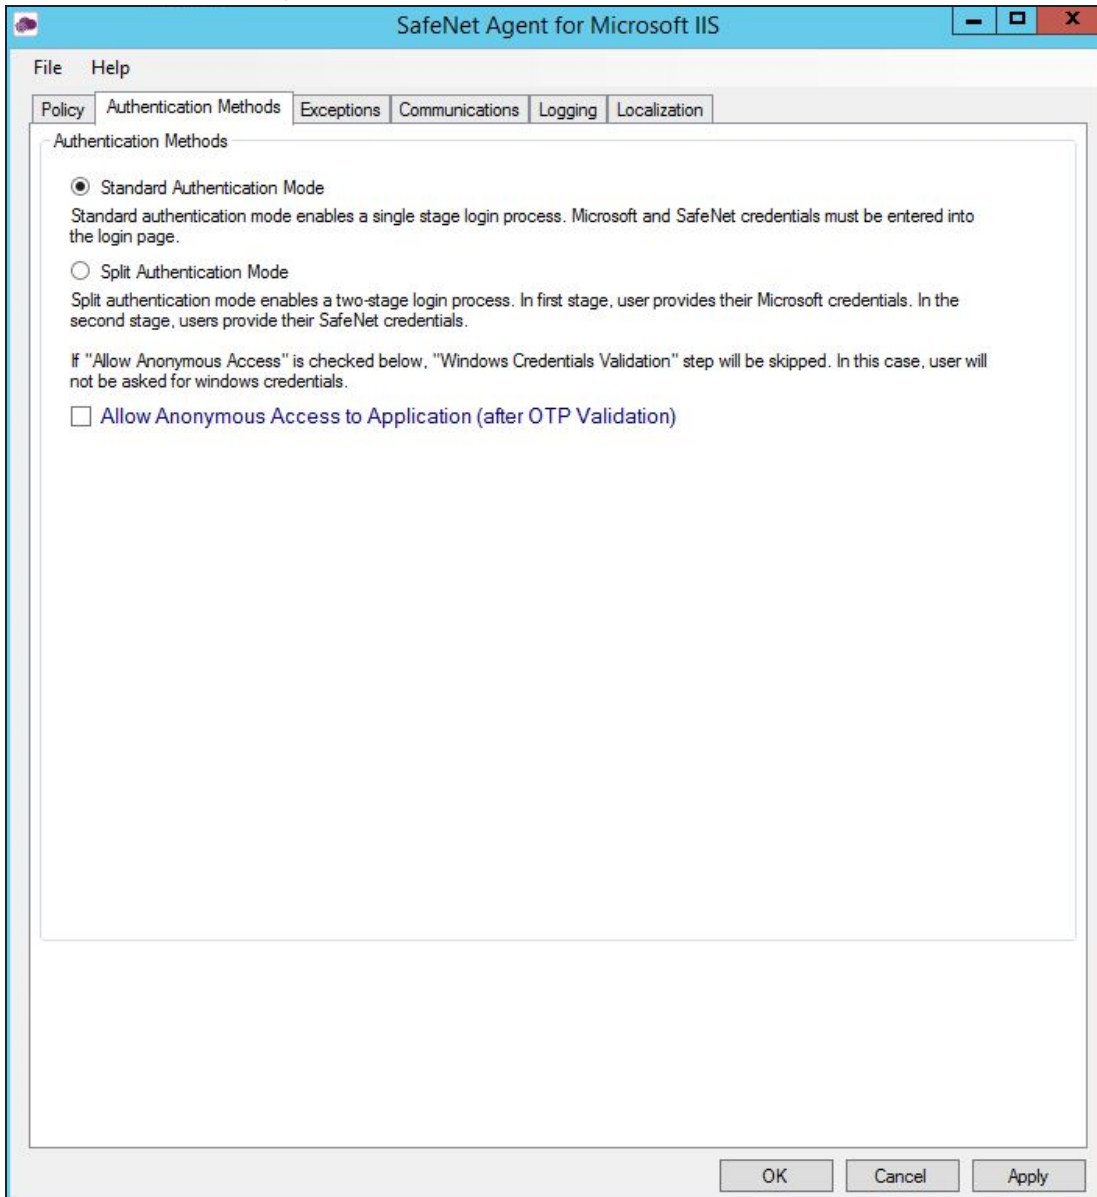 SafeNet Agent for Microsoft IIS
File Help
Policy Authentication Methods Exceptions Communications Logging Localization
Authentication Methods
Standard Authentication Mode
Standard authentication mode enables a single stage login process. Microsoft and SafeNet credentials must be entered into
the login page.
Split Authentication Mode
Split authentication mode enables a two-stage login process. In first stage, user provides their Microsoft credentials. In the
second stage, users provide their SafeNet credentials.
If "Allow Anonymous Access" is checked below, "Windows Credentials Validation" step will be skipped. In this case, user will
not be asked for windows credentials.
Allow Anonymous Access to Application (after OTP Validation)
OK Cancel Apply